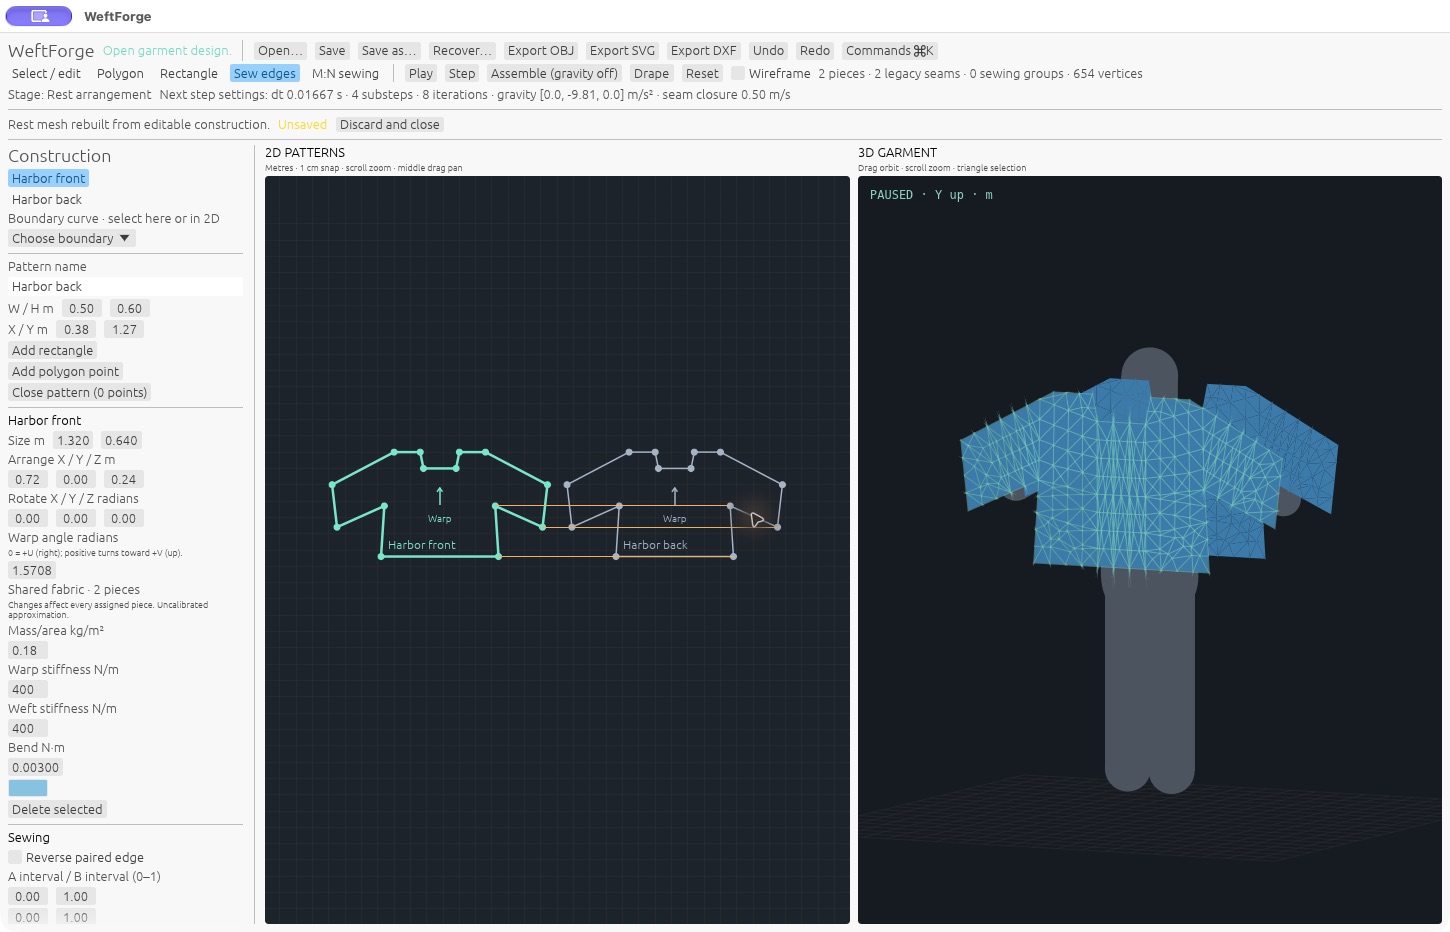 WeftForge
WeftForge Open garment design. Open… Save Save as… Recover… Export OBJ Export SVG Export DXF Undo Redo Commands ⌘K
Select / edit Polygon Rectangle Sew edges M:N sewing Play Step Assemble (gravity off) Drape Reset Wireframe 2 pieces · 2 legacy seams · 0 sewing groups · 654 vertices
Stage: Rest arrangement Next step settings: dt 0.01667 s · 4 substeps · 8 iterations · gravity [0.0, -9.81, 0.0] m/s² · seam closure 0.50 m/s
Rest mesh rebuilt from editable construction. Unsaved Discard and close
Construction
Harbor front
Harbor back
Boundary curve · select here or in 2D
Choose boundary
Pattern name
Harbor back
W / H m 0.50 0.60
X / Y m 0.38 1.27
Add rectangle
Add polygon point
Close pattern (0 points)
Harbor front
Size m 1.320 0.640
Arrange X / Y / Z m
0.72 0.00 0.24
Rotate X / Y / Z radians
0.00 0.00 0.00
Warp angle radians
0 = +U (right); positive turns toward +V (up).
1.5708
Shared fabric · 2 pieces
Changes affect every assigned piece. Uncalibrated
approximation.
Mass/area kg/m²
0.18
Warp stiffness N/m
400
Weft stiffness N/m
400
Bend N·m
0.00300
Delete selected
Sewing
Reverse paired edge
A interval / B interval (0–1)
0.00 1.00
0.00 1.00
2D PATTERNS
Metres · 1 cm snap · scroll zoom · middle drag pan
Warp
Harbor front
Warp
Harbor back
3D GARMENT
Drag orbit · scroll zoom · triangle selection
PAUSED · Y up · m